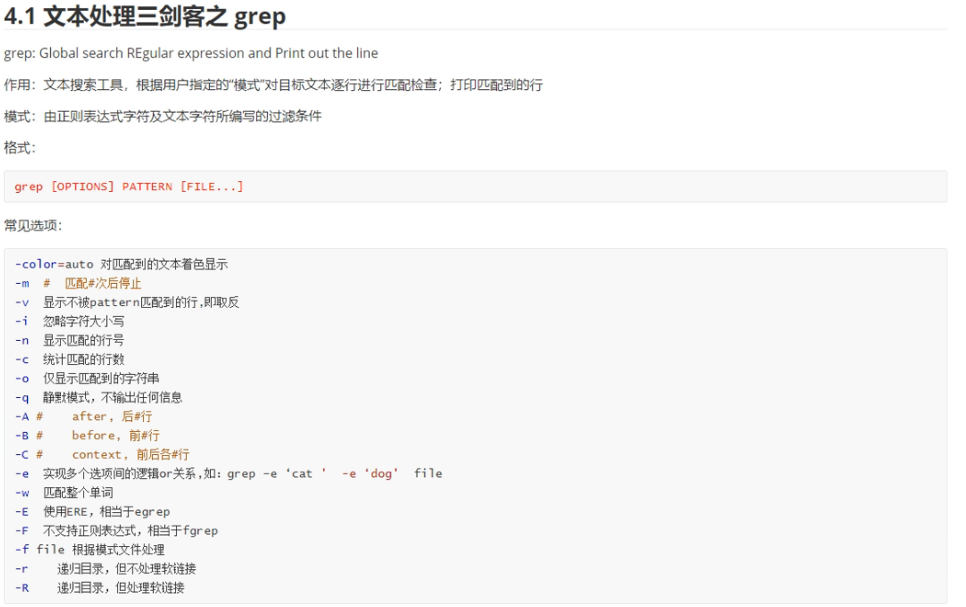 4.1 文本处理三剑客之 grep
grep: Global search REgular expression and Print out the line
作用：文本搜索工具，根据用户指定的“模式”对目标文本逐行进行匹配检查；打印匹配到的行
模式：由正则表达式字符及文本字符所编写的过滤条件
格式：
grep [OPTIONS] PATTERN [FILE...]
常见选项：
-color=auto 对匹配到的文本着色显示
-m  #  匹配#次后停止
-v  显示不被pattern匹配到的行,即取反
-i  忽略字符大小写
-n  显示匹配的行号
-c  统计匹配的行数
-o  仅显示匹配到的字符串
-q  静默模式，不输出任何信息
-A #    after, 后#行
-B #    before, 前#行
-C #    context, 前后各#行
-e  实现多个选项间的逻辑or关系,如：grep –e ‘cat '  -e ‘dog’  file
-w  匹配整个单词
-E  使用ERE，相当于egrep
-F  不支持正则表达式，相当于fgrep
-f file 根据模式文件处理
-r    递归目录，但不处理软链接
-R    递归目录，但处理软链接